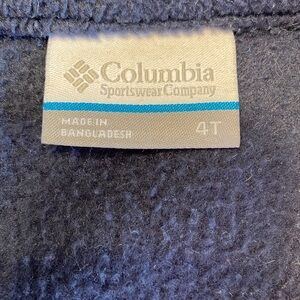 Columbia
Sportswear Company
MADE IN
BANGLADESH
4T